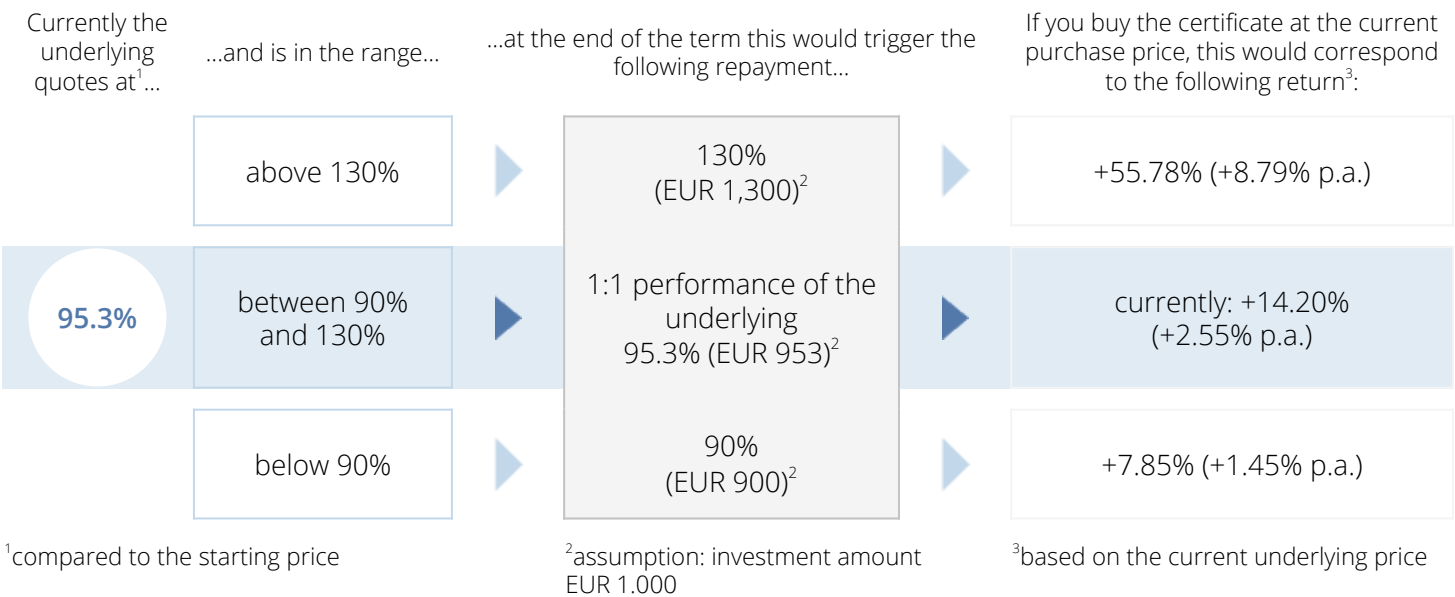 Currently the
underlying
quotes at¹...
...and is in the range...
...at the end of the term this would trigger the
following repayment...
If you buy the certificate at the current
purchase price, this would correspond
to the following return³:
above 130%
130%
(EUR 1,300)²
+55.78% (+8.79% p.a.)
95.3%
between 90%
and 130%
1:1 performance of the
underlying
95.3% (EUR 953)²
currently: +14.20%
(+2.55% p.a.)
below 90%
90%
(EUR 900)²
+7.85% (+1.45% p.a.)
¹compared to the starting price
²assumption: investment amount
EUR 1.000
³based on the current underlying price